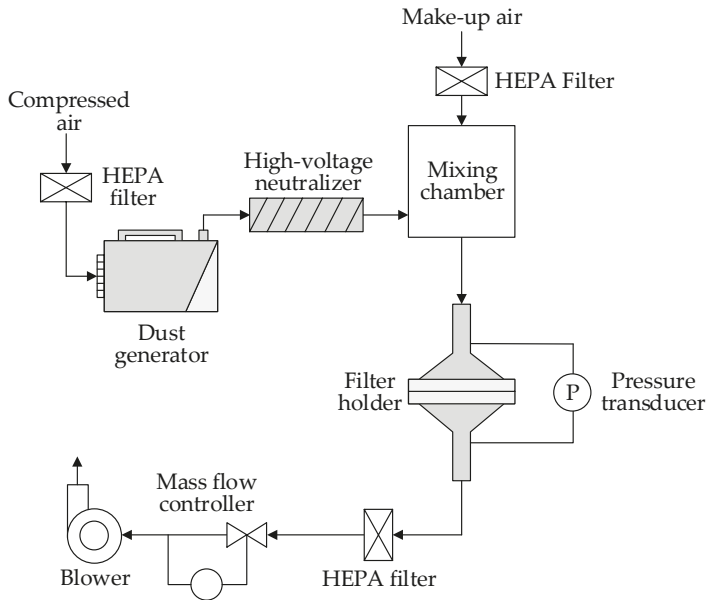 Make-up air
HEPA Filter
Compressed
air
HEPA
filter
High-voltage
neutralizer
Mixing
chamber
Dust
generator
Filter
holder
P
Pressure
transducer
Mass flow
controller
Blower
HEPA filter